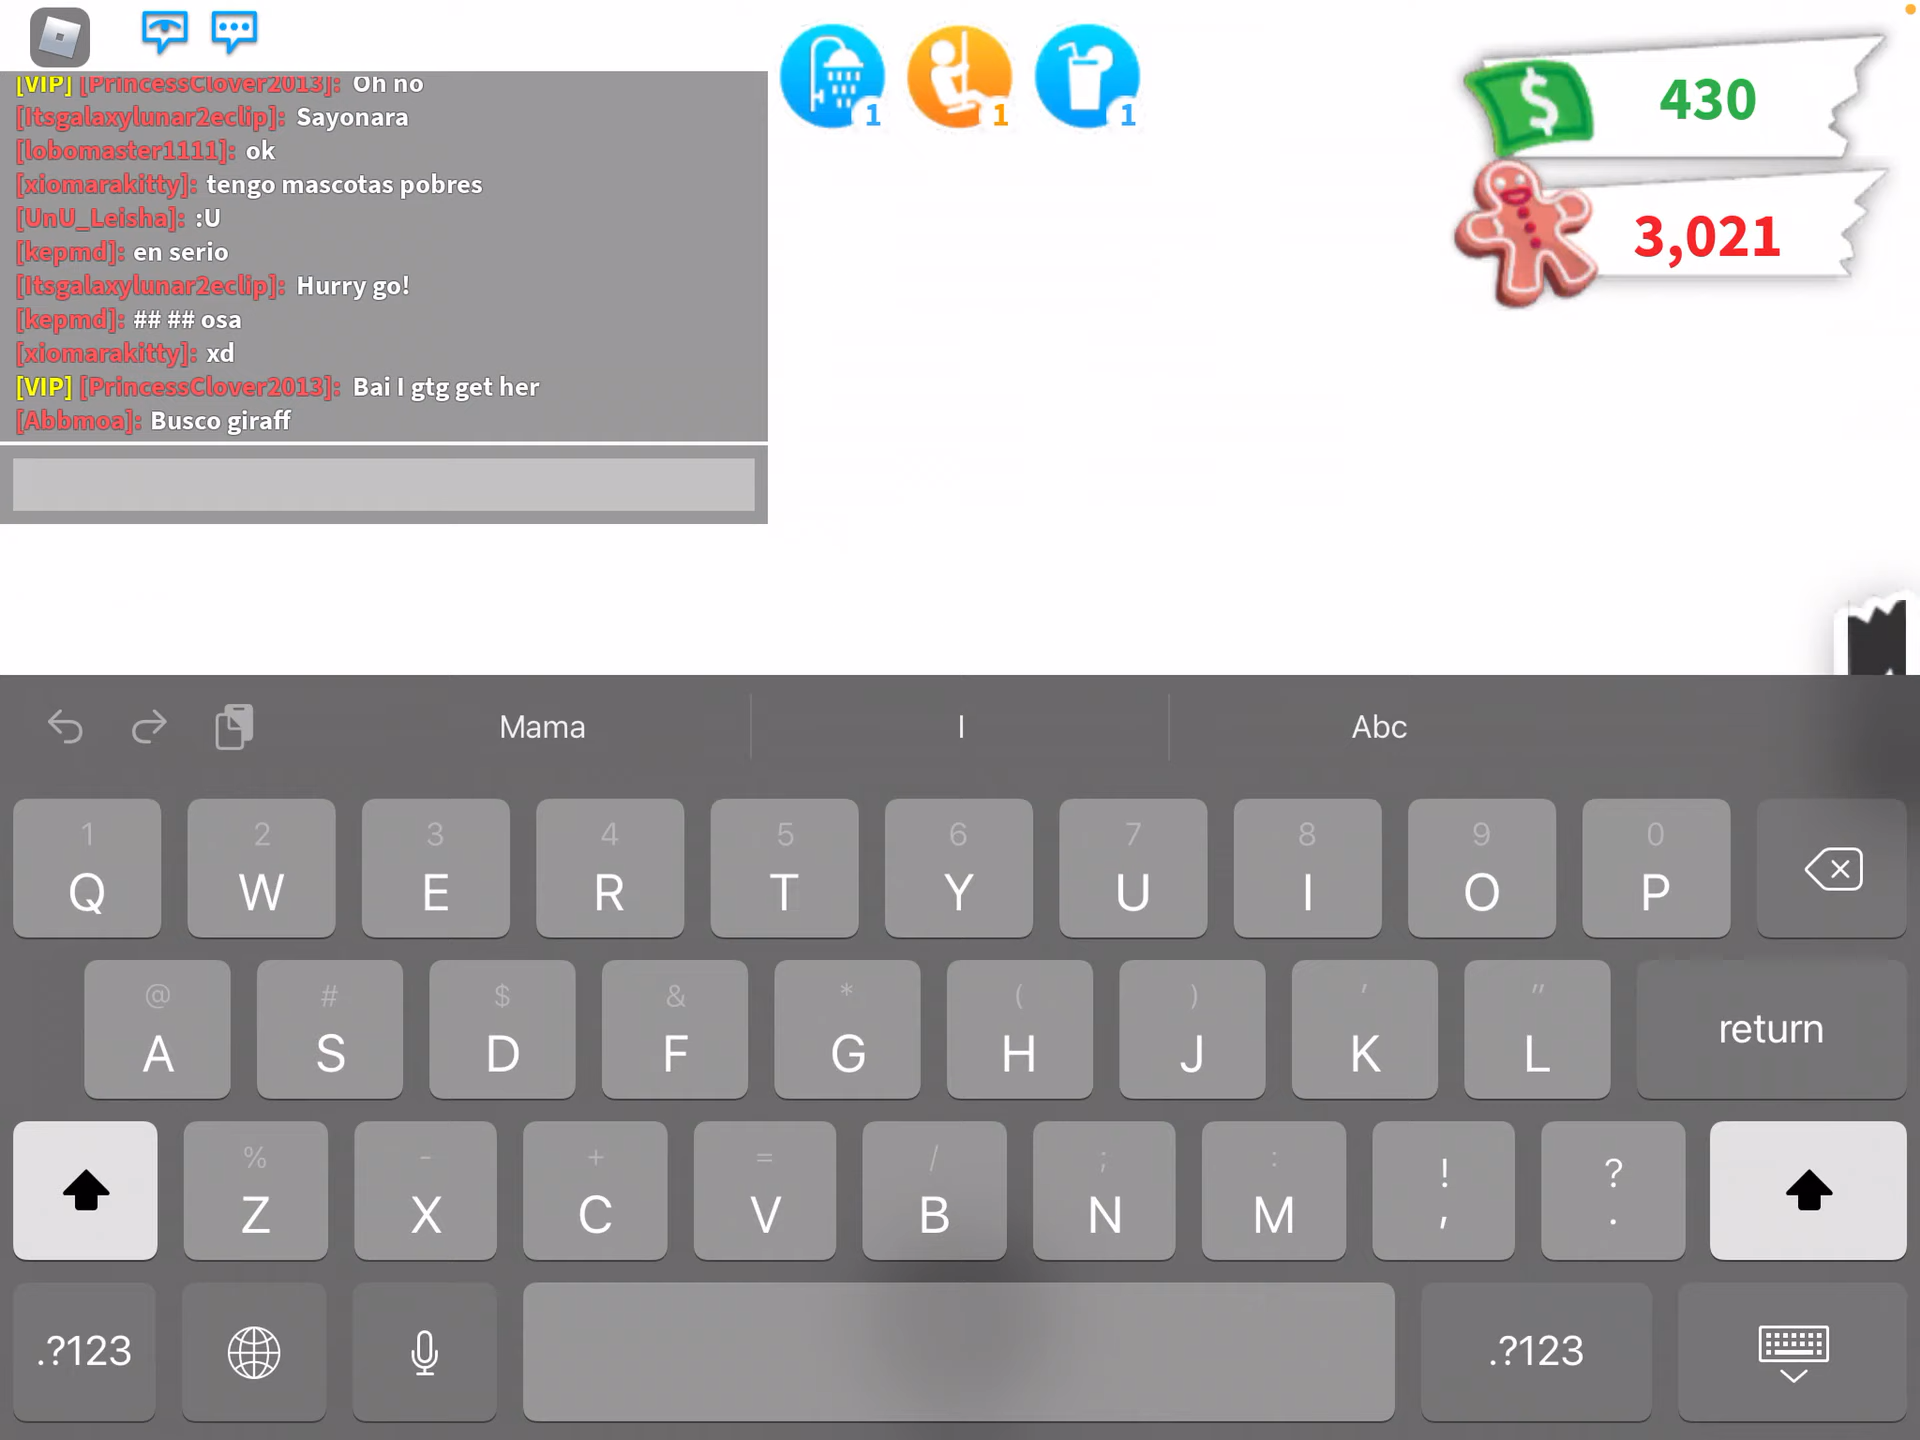 [VIP] [PrincessClover2013]: Oh no
[Itsgalaxylunar2eclip]: Sayonara
[lobomaster1111]: ok
[xiomarakitty]: tengo mascotas pobres
[UnU_Leisha]: :U
[kepmd]: en serio
[Itsgalaxylunar2eclip]: Hurry go!
[kepmd]: ## ## osa
[xiomarakitty]: xd
[VIP] [PrincessClover2013]: Bai I gtg get her
[Abbmoa]: Busco giraff
1 1 1
$ 430
3,021
Mama I Abc
1 2 3 4 5 6 7 8 9 0
Q W E R T Y U I O P
@ # $ & * ( ) ' "
A S D F G H J K L return
% - + = / ; : ! ?
Z X C V B N M , .
.?123 .?123